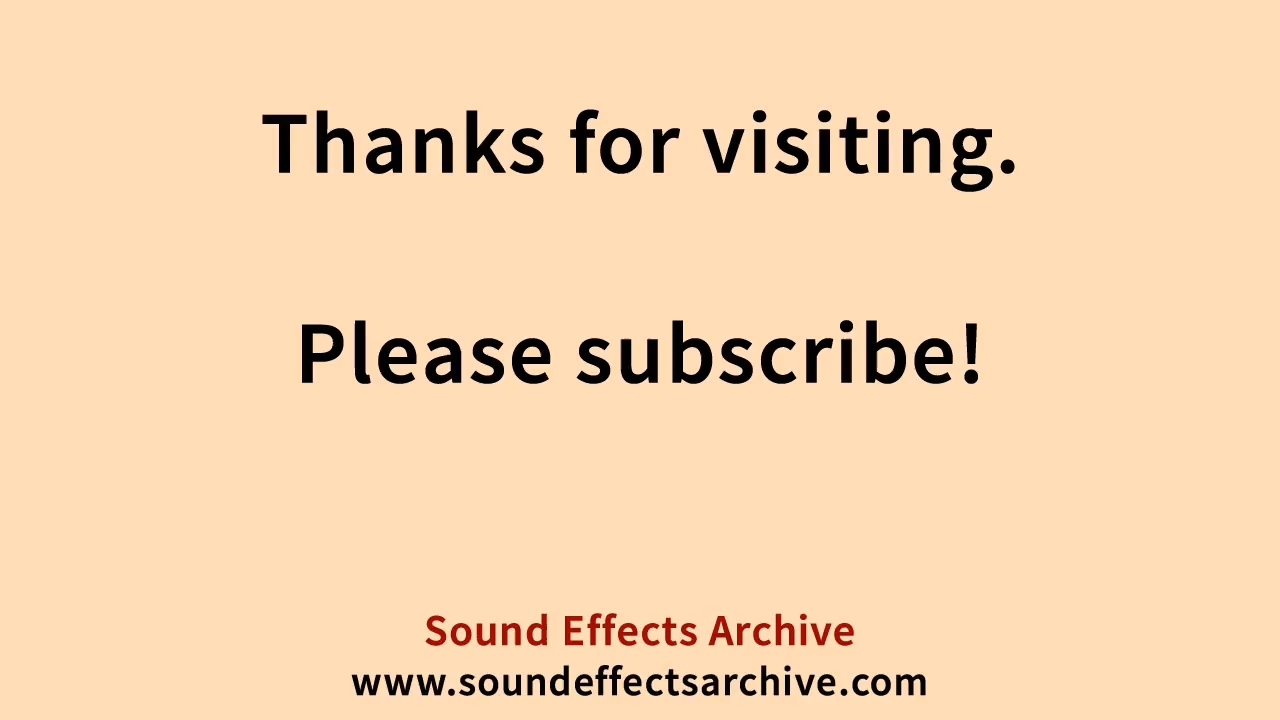 Thanks for visiting.
Please subscribe!
Sound Effects Archive
www.soundeffectsarchive.com